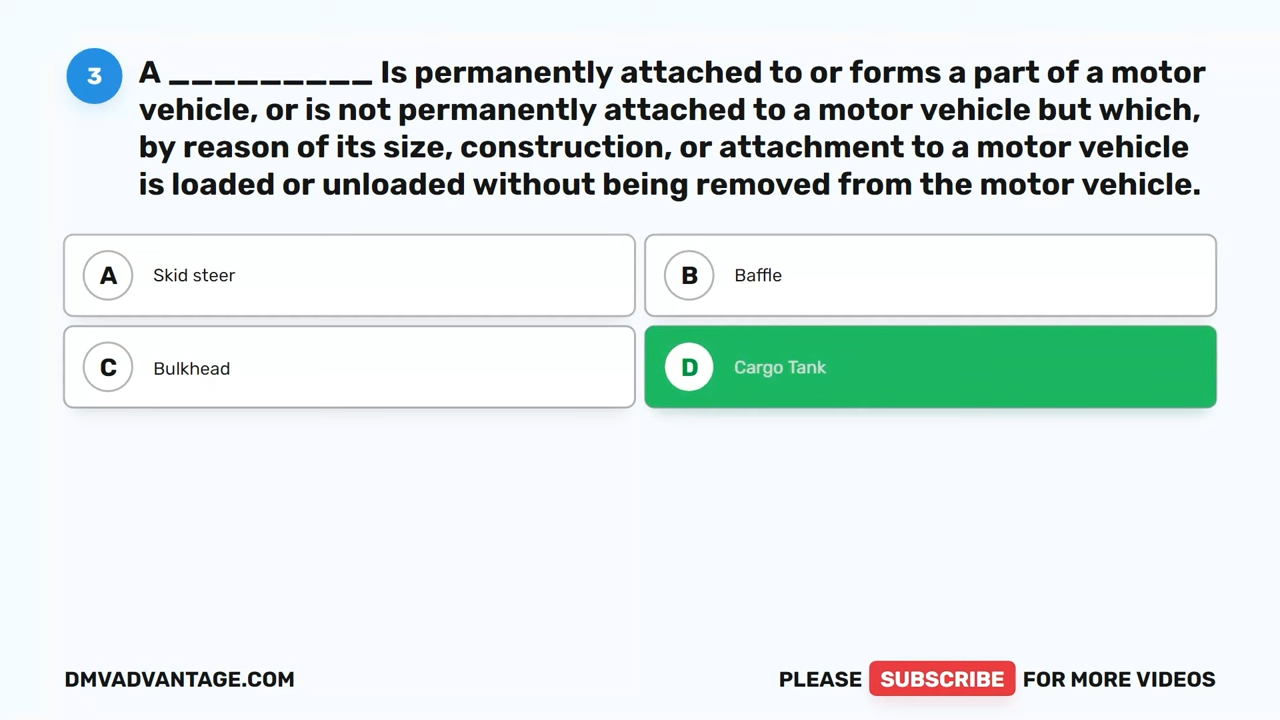 3
A _________ Is permanently attached to or forms a part of a motor
vehicle, or is not permanently attached to a motor vehicle but which,
by reason of its size, construction, or attachment to a motor vehicle
is loaded or unloaded without being removed from the motor vehicle.
A Skid steer
B Baffle
C Bulkhead
D Cargo Tank
DMVADVANTAGE.COM
PLEASE SUBSCRIBE FOR MORE VIDEOS